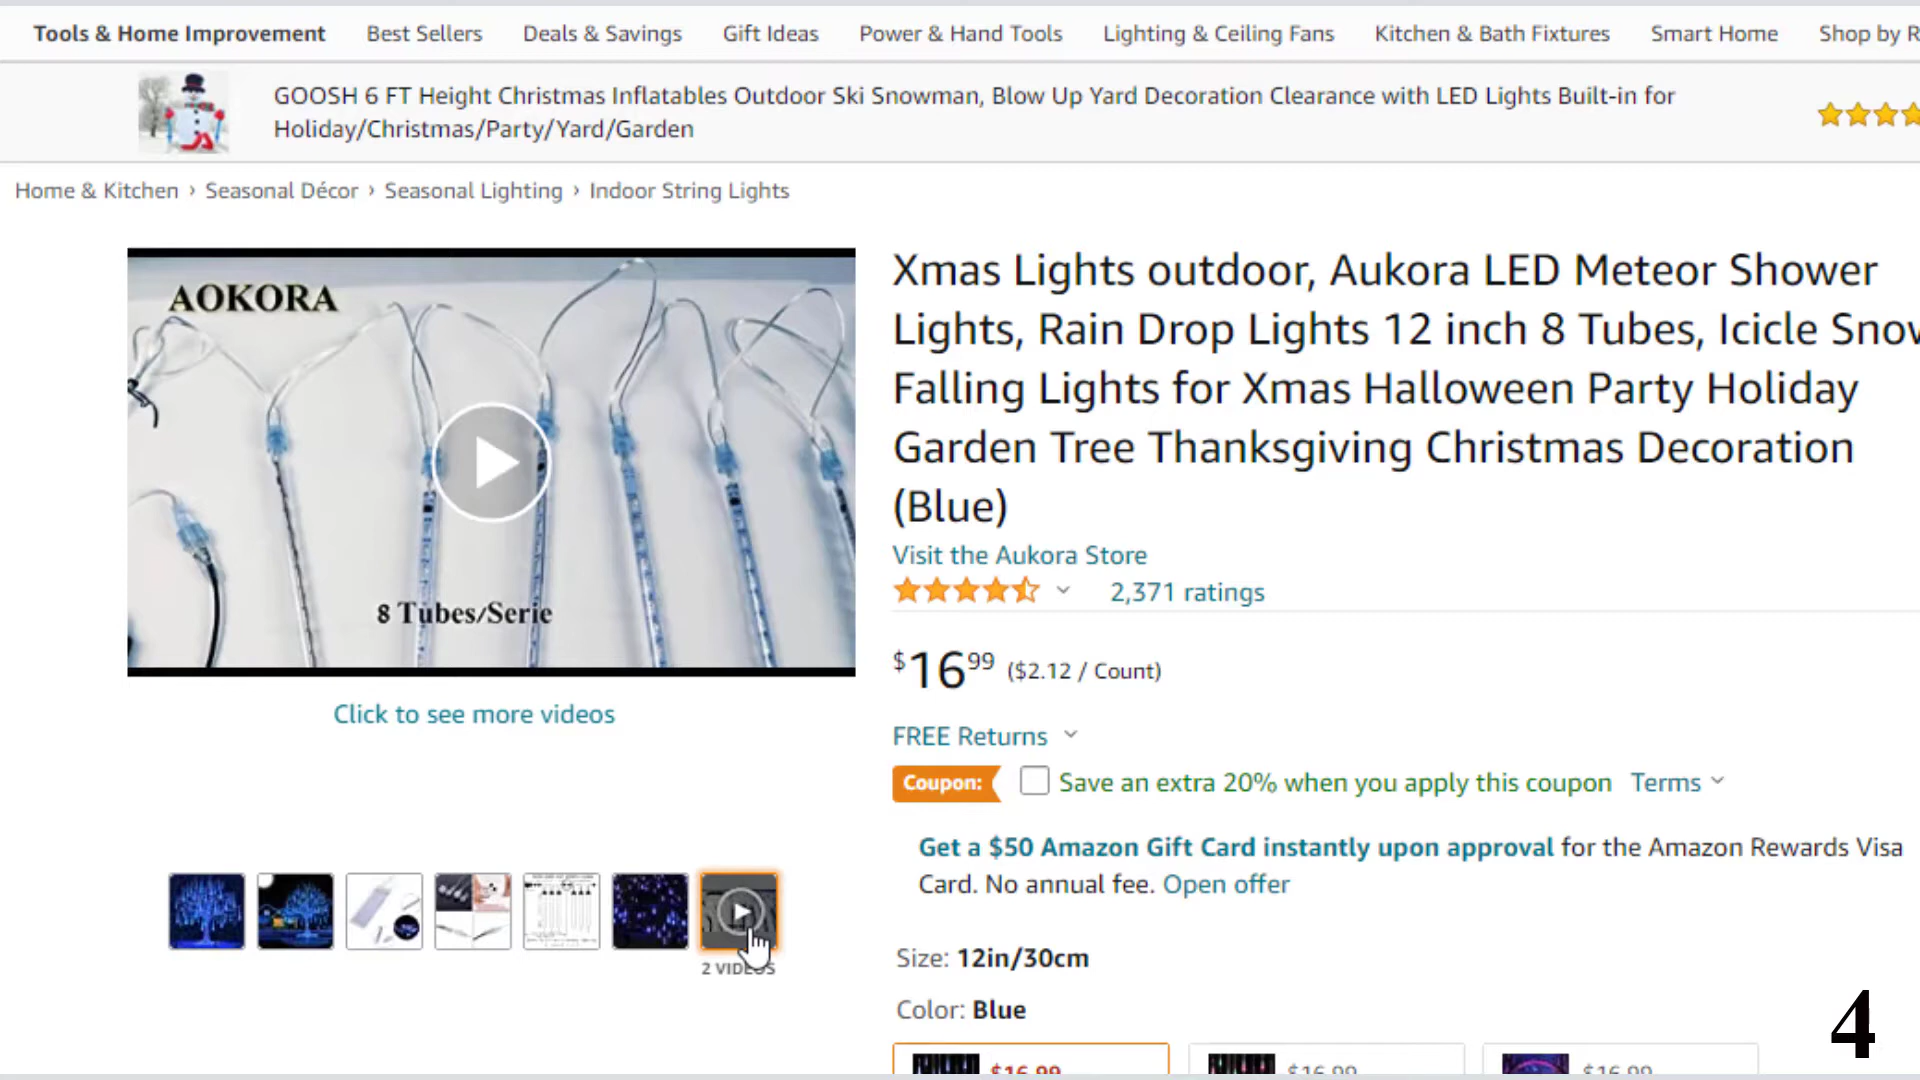 Tools & Home Improvement Best Sellers Deals & Savings Gift Ideas Power & Hand Tools Lighting & Ceiling Fans Kitchen & Bath Fixtures Smart Home Shop by R
GOOSH 6 FT Height Christmas Inflatables Outdoor Ski Snowman, Blow Up Yard Decoration Clearance with LED Lights Built-in for
Holiday/Christmas/Party/Yard/Garden
Home & Kitchen › Seasonal Décor › Seasonal Lighting › Indoor String Lights
AOKORA
8 Tubes/Serie
Click to see more videos
2 VIDEOS
Xmas Lights outdoor, Aukora LED Meteor Shower
Lights, Rain Drop Lights 12 inch 8 Tubes, Icicle Snow
Falling Lights for Xmas Halloween Party Holiday
Garden Tree Thanksgiving Christmas Decoration
(Blue)
Visit the Aukora Store
2,371 ratings
$16 99 ($2.12 / Count)
FREE Returns
Coupon: Save an extra 20% when you apply this coupon Terms
Get a $50 Amazon Gift Card instantly upon approval for the Amazon Rewards Visa
Card. No annual fee. Open offer
Size: 12in/30cm
Color: Blue
$16.99 $16.99 $16.99
4